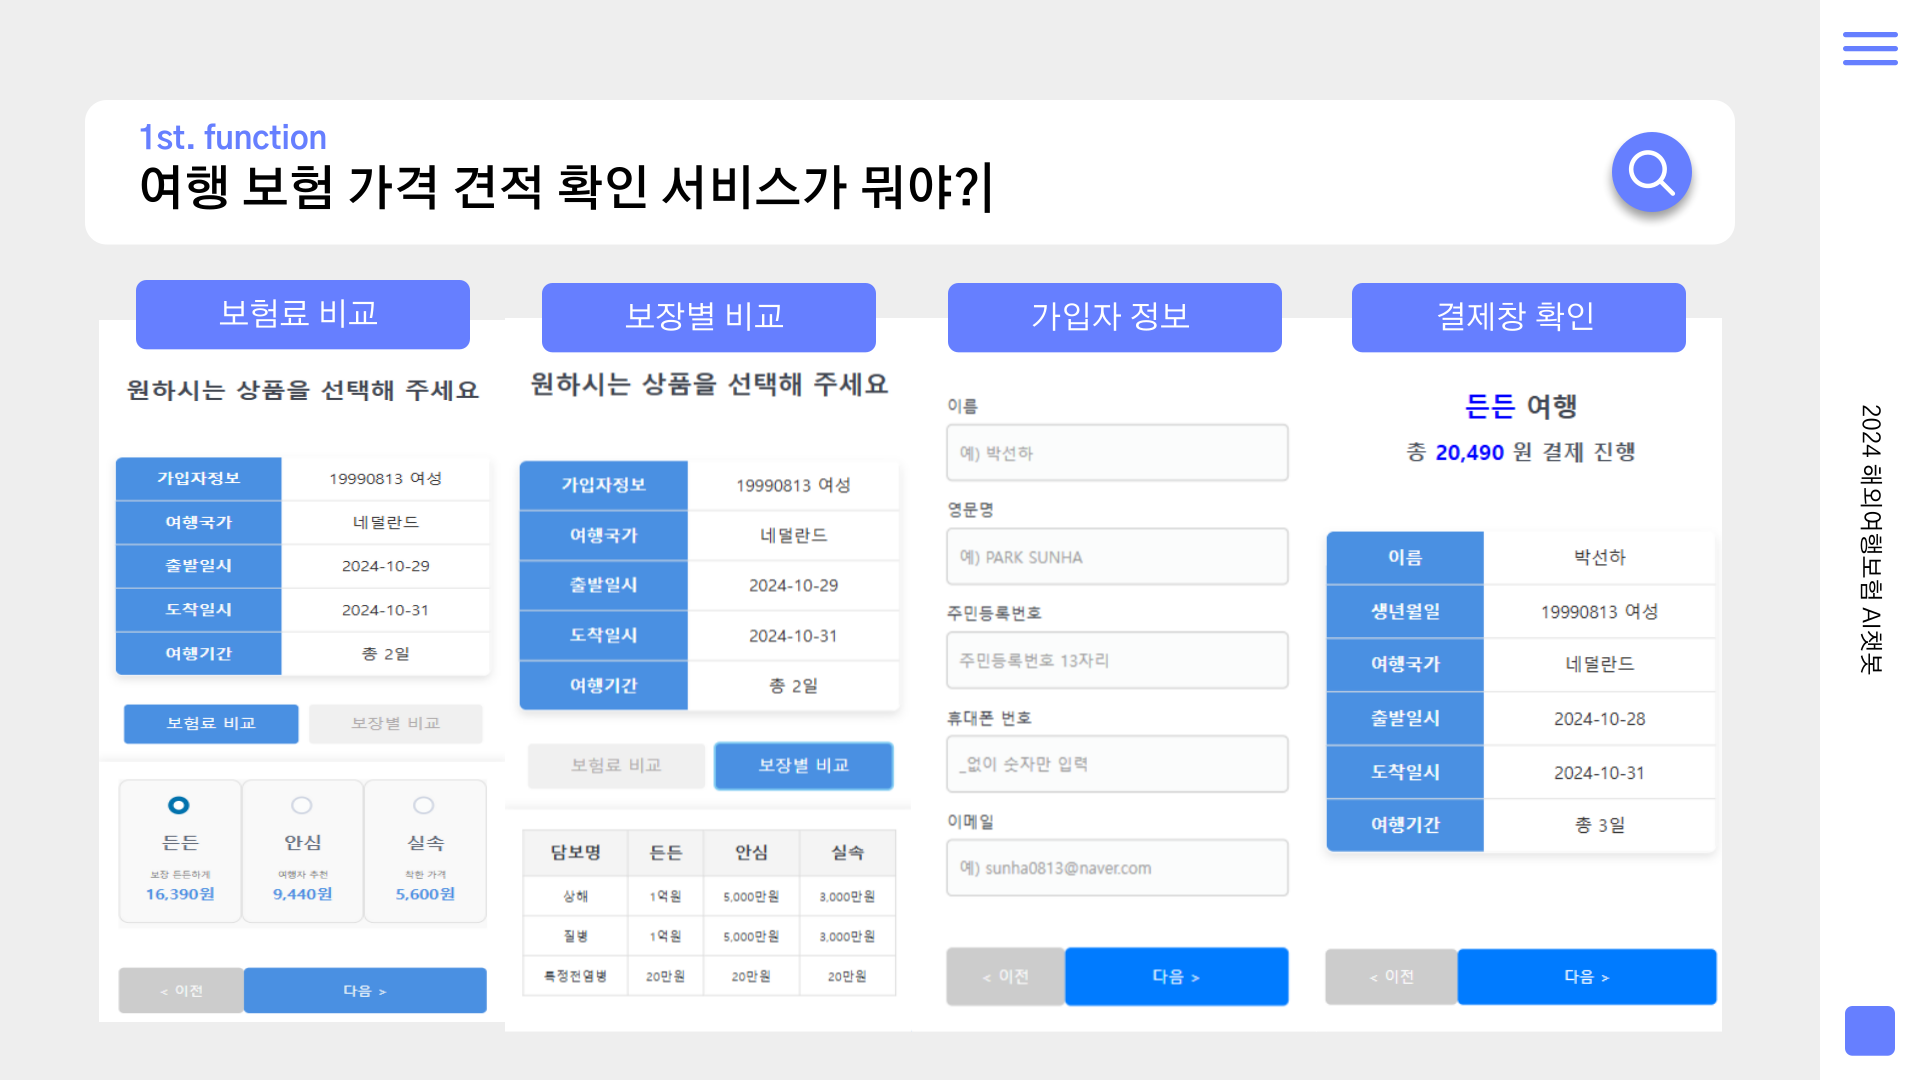 1st. function
여행 보험 가격 견적 확인 서비스가 뭐야?|
보험료 비교
원하시는 상품을 선택해 주세요
가입자정보 19990813 여성
여행국가 네덜란드
출발일시 2024-10-29
도착일시 2024-10-31
여행기간 총 2일
보험료 비교 보장별 비교
든든 안심 실속
보장 든든하게 여행자 추천 착한 가격
16,390원 9,440원 5,600원
< 이전 다음 >
보장별 비교
원하시는 상품을 선택해 주세요
가입자정보 19990813 여성
여행국가 네덜란드
출발일시 2024-10-29
도착일시 2024-10-31
여행기간 총 2일
보험료 비교 보장별 비교
담보명 든든 안심 실속
상해 1억원 5,000만원 3,000만원
질병 1억원 5,000만원 3,000만원
특정전염병 20만원 20만원 20만원
가입자 정보
이름
예) 박선하
영문명
예) PARK SUNHA
주민등록번호
주민등록번호 13자리
휴대폰 번호
_없이 숫자만 입력
이메일
예) sunha0813@naver.com
< 이전 다음 >
결제창 확인
든든 여행
총 20,490 원 결제 진행
이름 박선하
생년월일 19990813 여성
여행국가 네덜란드
출발일시 2024-10-28
도착일시 2024-10-31
여행기간 총 3일
< 이전 다음 >
2024 해외여행보험 AI챗봇